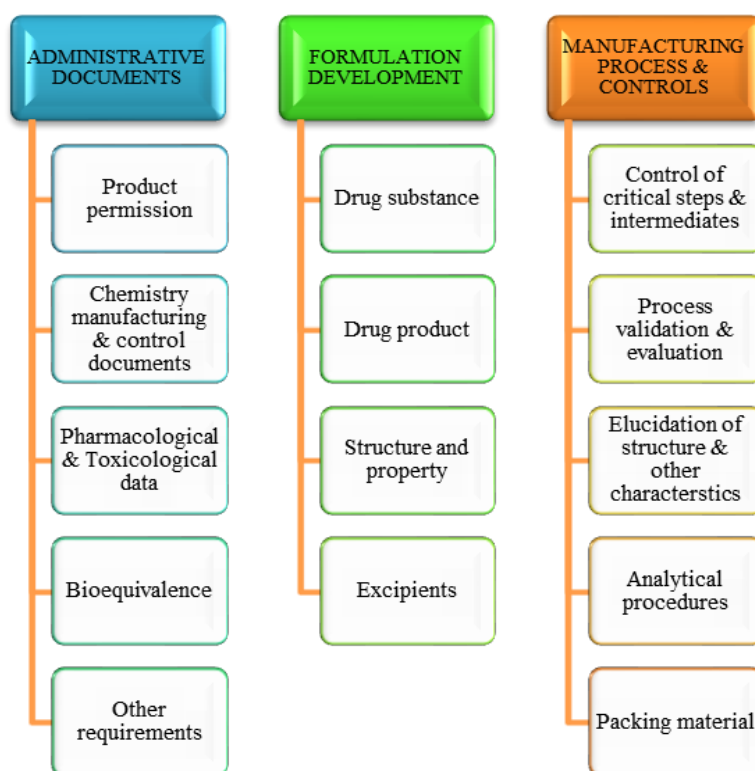 ADMINISTRATIVE
DOCUMENTS
Product
permission
Chemistry
manufacturing
& control
documents
Pharmacological
& Toxicological
data
Bioequivalence
Other
requirements
FORMULATION
DEVELOPMENT
Drug substance
Drug product
Structure and
property
Excipients
MANUFACTURING
PROCESS &
CONTROLS
Control of
critical steps &
intermediates
Process
validation &
evaluation
Elucidation of
structure &
other
characterstics
Analytical
procedures
Packing material